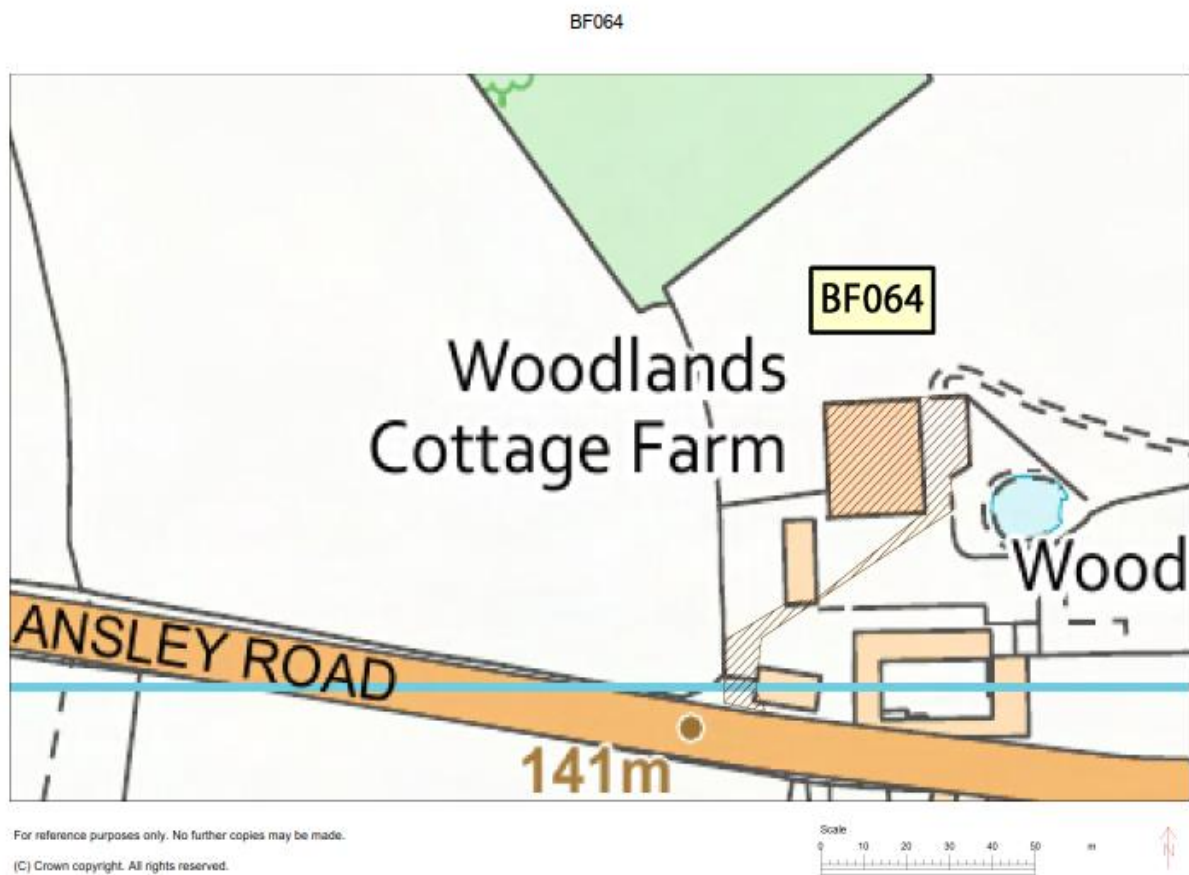 BF064
BF064
Woodlands
Cottage Farm
Wood
ANSLEY ROAD
141m
For reference purposes only. No further copies may be made.
(C) Crown copyright. All rights reserved.
Scale
0 10 20 30 40 50 m
N